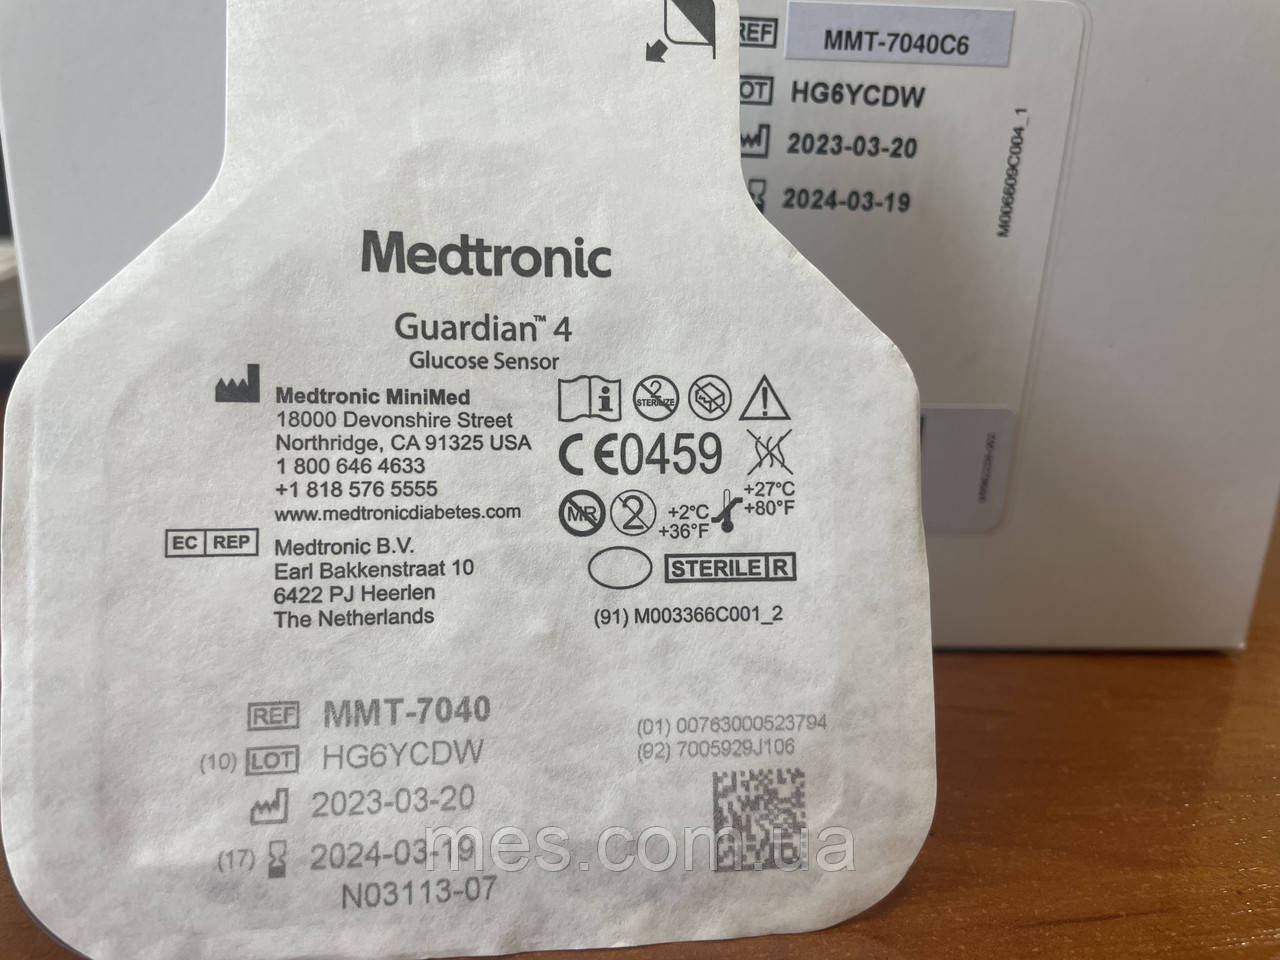 REF MMT-7040C6
LOT HG6YCDW
2023-03-20
2024-03-19
M006609C004_1
Medtronic
Guardian™ 4
Glucose Sensor
Medtronic MiniMed
18000 Devonshire Street
Northridge, CA 91325 USA
1 800 646 4633
+1 818 576 5555
www.medtronicdiabetes.com
EC REP Medtronic B.V.
Earl Bakkenstraat 10
6422 PJ Heerlen
The Netherlands
2 STERILIZE
CE0459
MR 2
+2°C
+36°F
+27°C
+80°F
STERILE R
(91) M003366C001_2
REF MMT-7040
(10) LOT HG6YCDW
2023-03-20
(17) 2024-03-19
N03113-07
(01) 00763000523794
(92) 7005929J106
mes.com.ua